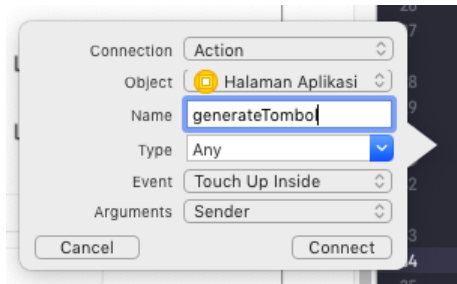 Connection Action
Object Halaman Aplikasi
Name generateTombol
Type Any
Event Touch Up Inside
Arguments Sender
Cancel Connect